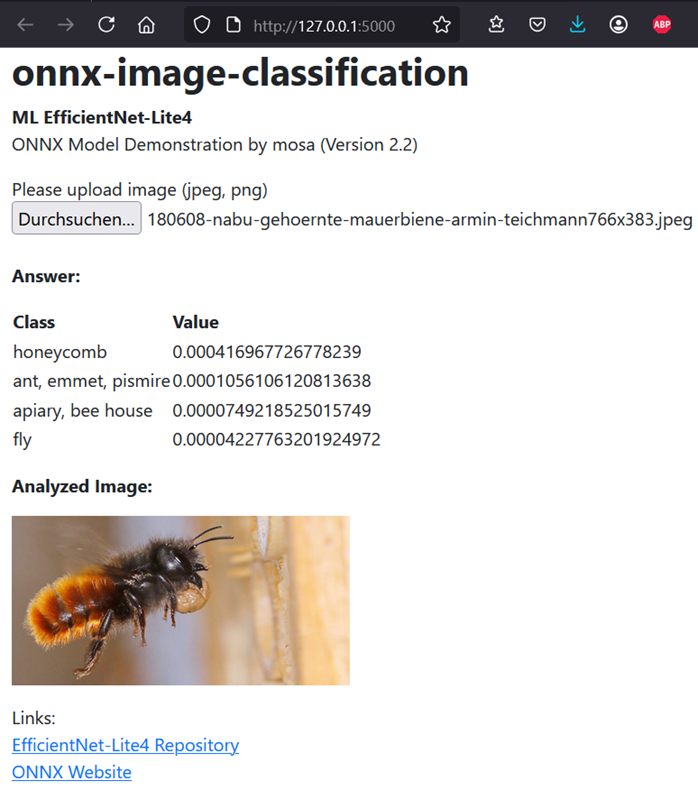 http://127.0.0.1:5000
ABP
onnx-image-classification
ML EfficientNet-Lite4
ONNX Model Demonstration by mosa (Version 2.2)
Please upload image (jpeg, png)
Durchsuchen... 180608-nabu-gehoernte-mauerbiene-armin-teichmann766x383.jpeg
Answer:
Class Value
honeycomb 0.000416967726778239
ant, emmet, pismire 0.0001056106120813638
apiary, bee house 0.0000749218525015749
fly 0.00004227763201924972
Analyzed Image:
Links:
EfficientNet-Lite4 Repository
ONNX Website